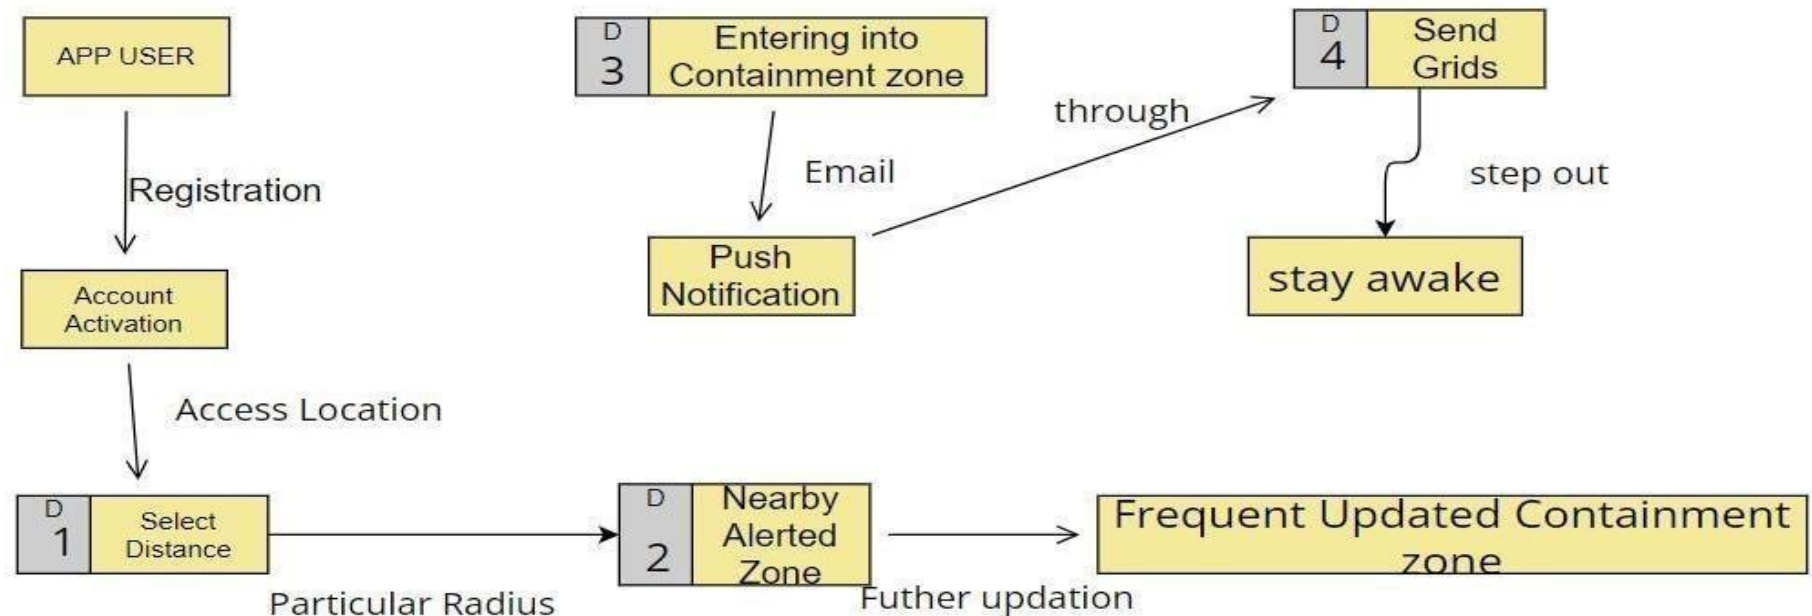 APP USER
Registration
Account
Activation
Access Location
D
1
Select
Distance
Particular Radius
D
2
Nearby
Alerted
Zone
Futher updation
Frequent Updated Containment
zone
D
3
Entering into
Containment zone
Email
Push
Notification
through
D
4
Send
Grids
step out
stay awake